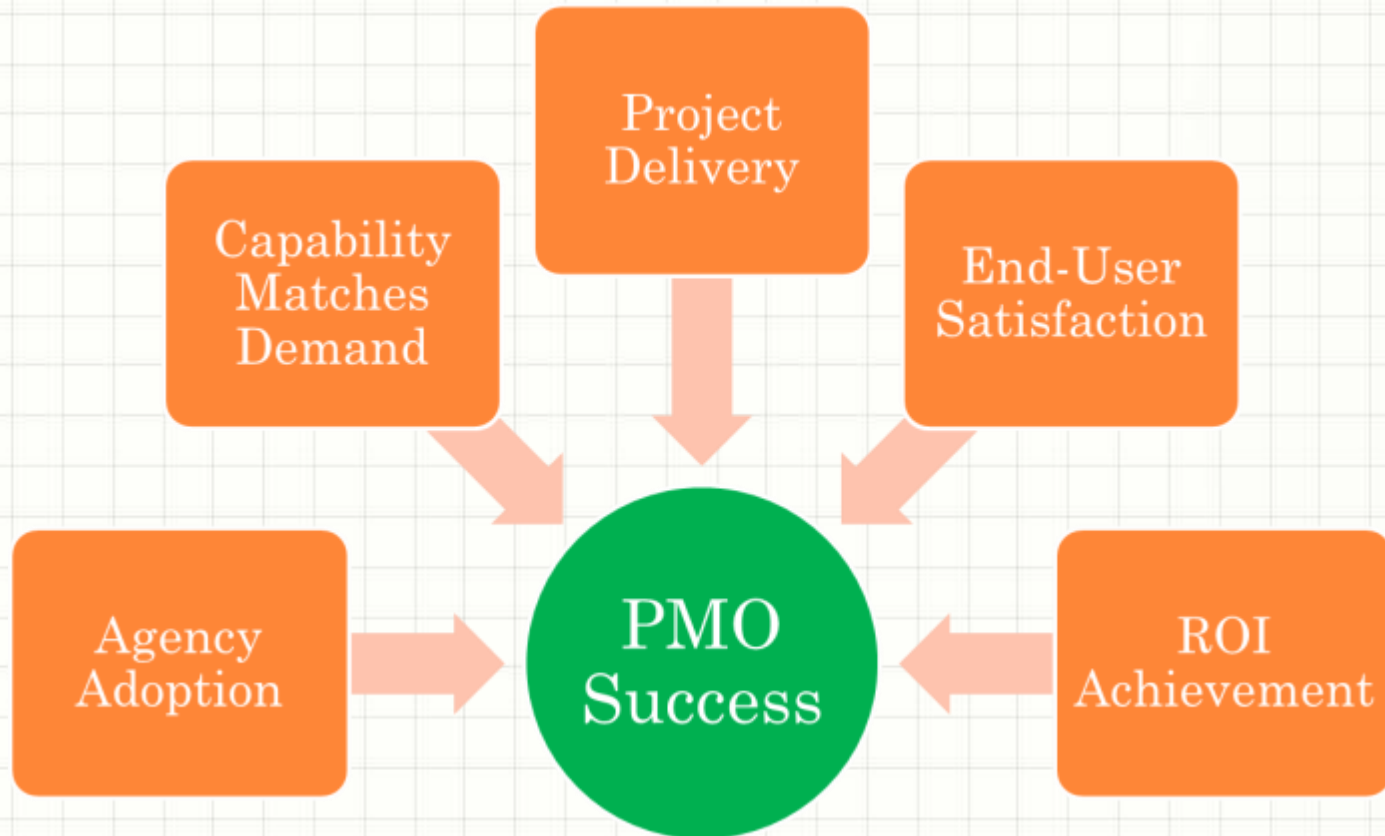 Project
Delivery
Capability
Matches
Demand
End-User
Satisfaction
Agency
Adoption
PMO
Success
ROI
Achievement